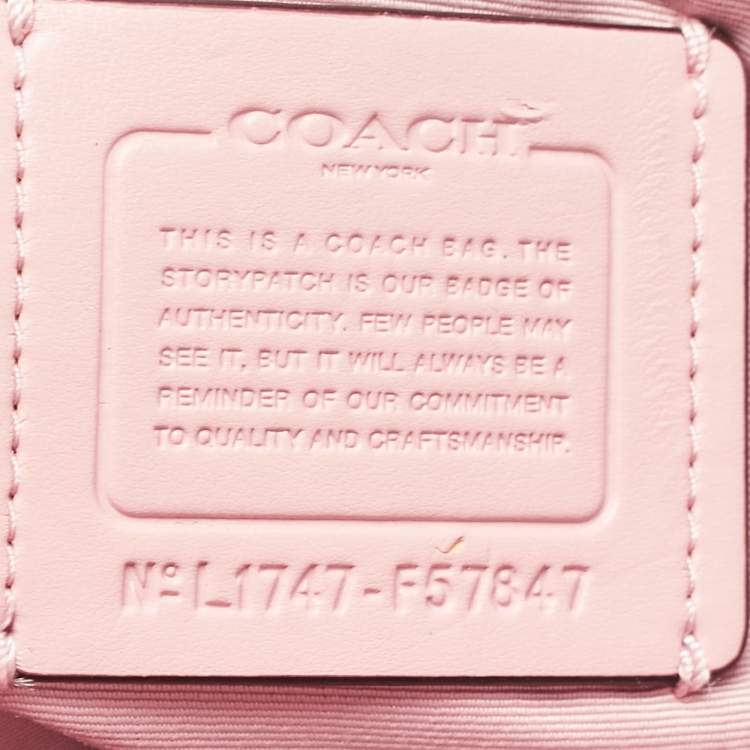 COACH
NEW YORK
THIS IS A COACH BAG. THE
STORYPATCH IS OUR BADGE OF
AUTHENTICITY. FEW PEOPLE MAY
SEE IT, BUT IT WILL ALWAYS BE A
REMINDER OF OUR COMMITMENT
TO QUALITY AND CRAFTSMANSHIP.
Nº L1747-F57847